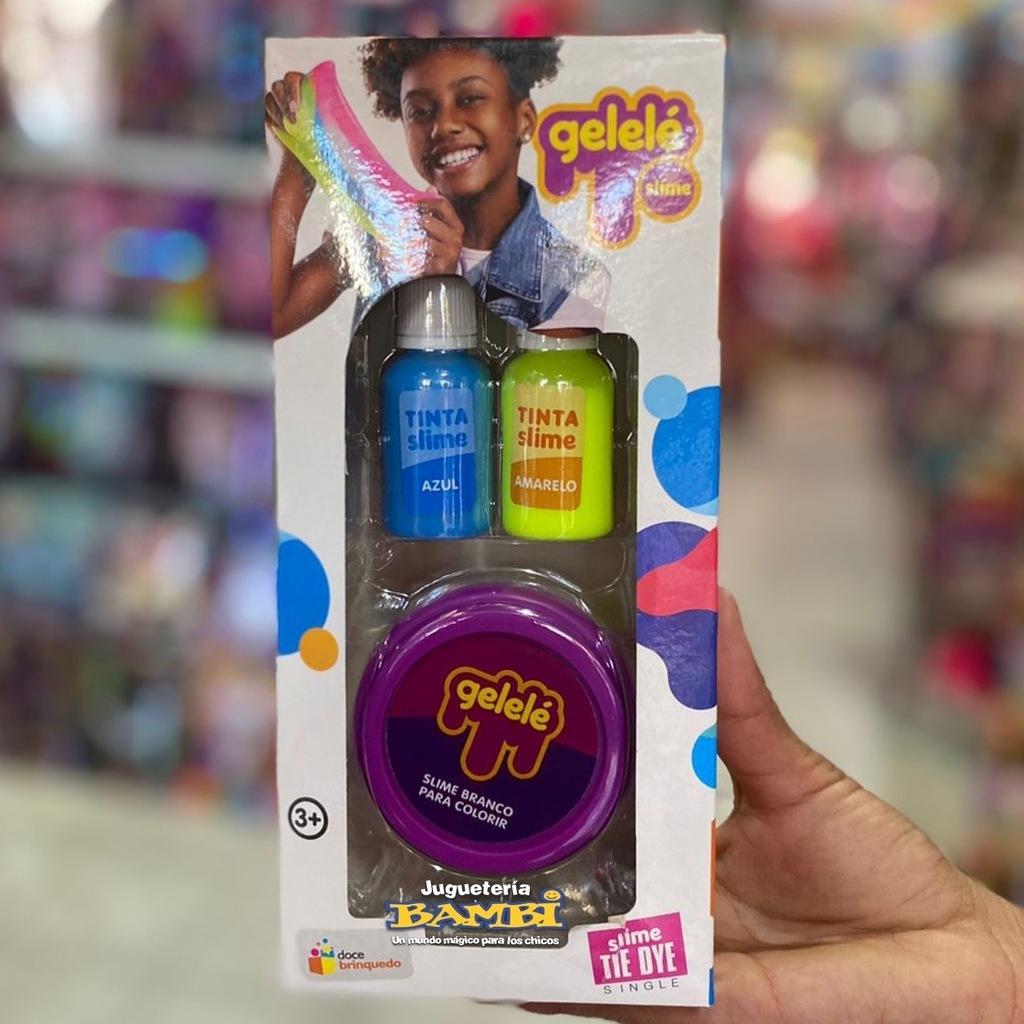 gelelé
slime
TINTA
slime
AZUL
TINTA
slime
AMARELO
gelelé
SLIME BRANCO
PARA COLORIR
3+
Juguetería
BAMBI
Un mundo mágico para los chicos
doce
brinquedo
slime
TIE DYE
SINGLE